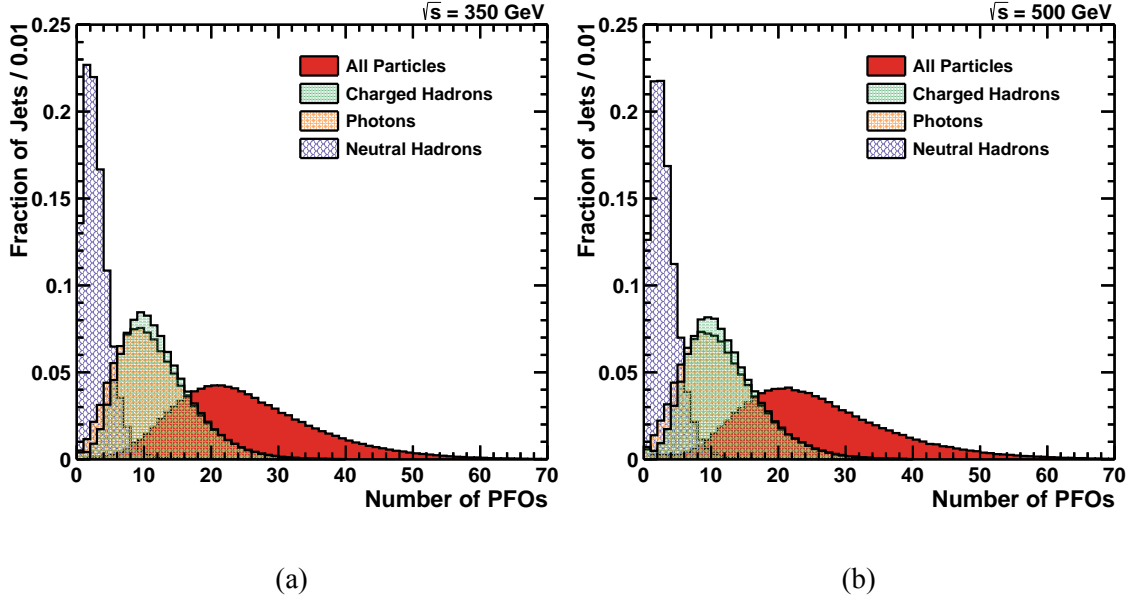 √s = 350 GeV
Fraction of Jets / 0.01
0.25
0.2
0.15
0.1
0.05
0
All Particles
Charged Hadrons
Photons
Neutral Hadrons
0 10 20 30 40 50 60 70
Number of PFOs
(a)
√s = 500 GeV
Fraction of Jets / 0.01
0.25
0.2
0.15
0.1
0.05
0
All Particles
Charged Hadrons
Photons
Neutral Hadrons
0 10 20 30 40 50 60 70
Number of PFOs
(b)